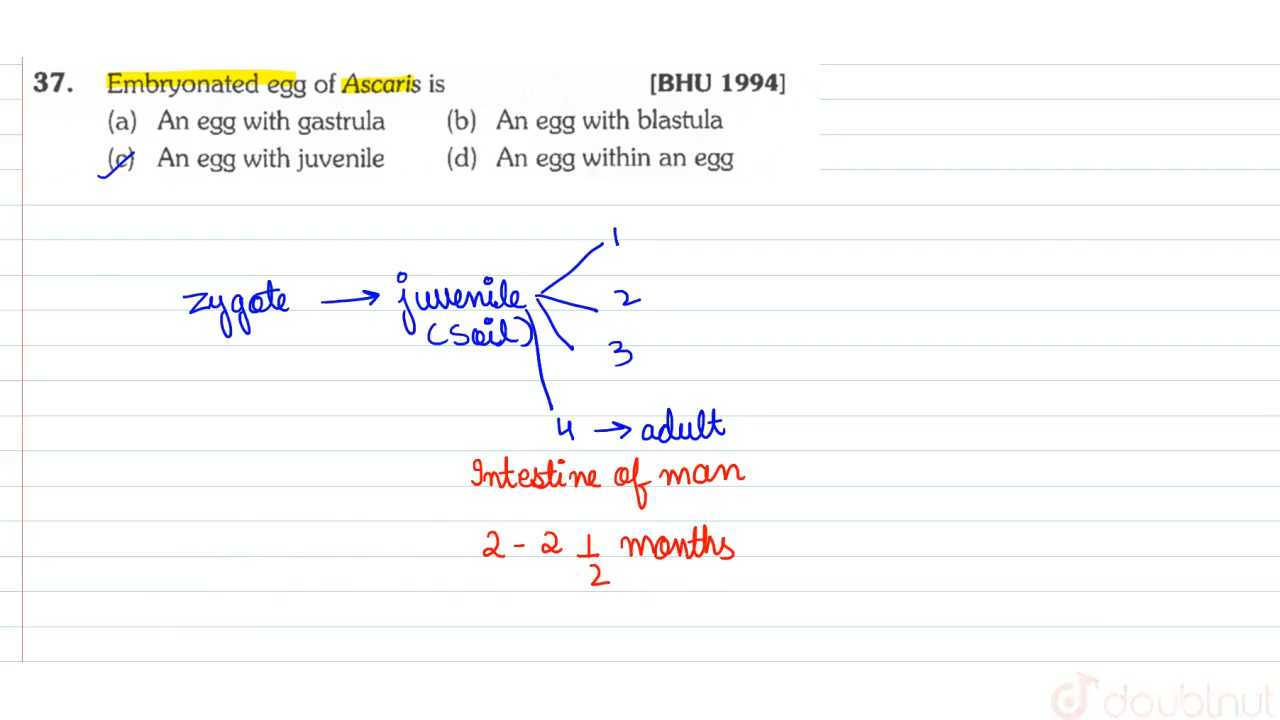 37. Embryonated egg of Ascaris is [BHU 1994]
(a) An egg with gastrula (b) An egg with blastula
(c) An egg with juvenile (d) An egg within an egg
1
zygote → juvenile 2
(soil)
3
4 → adult
Intestine of man
2 - 2 1/2 months
doubtnut